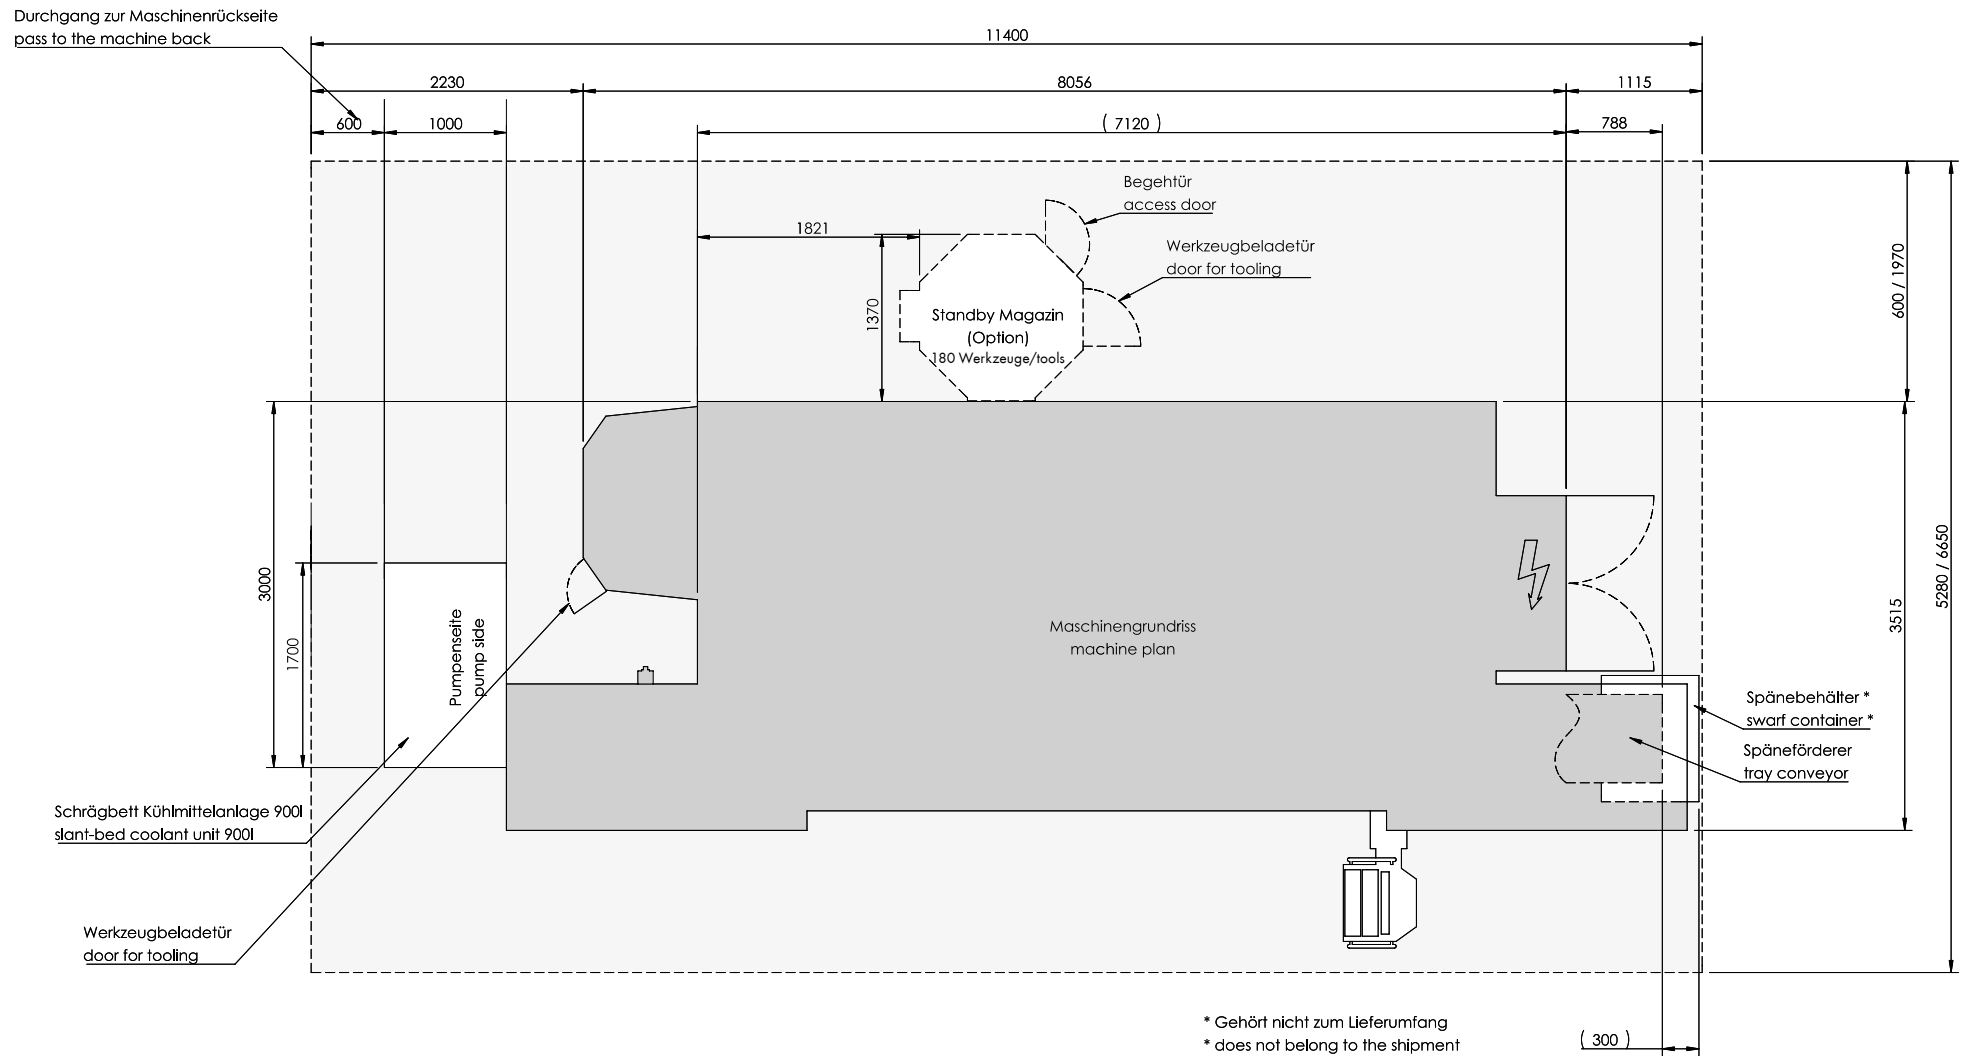 Durchgang zur Maschinenrückseite
pass to the machine back
11400
2230
8056
1115
600
1000
( 7120 )
788
Begehtür
access door
1821
Werkzeugbeladetür
door for tooling
600 / 1970
1370
Standby Magazin
(Option)
180 Werkzeuge/tools
3000
1700
Pumpenseite
pump side
Maschinengrundriss
machine plan
3515
5280 / 6650
Spänebehälter *
swarf container *
Späneförderer
tray conveyor
Schrägbett Kühlmittelanlage 900l
slant-bed coolant unit 900l
Werkzeugbeladetür
door for tooling
* Gehört nicht zum Lieferumfang
* does not belong to the shipment
( 300 )